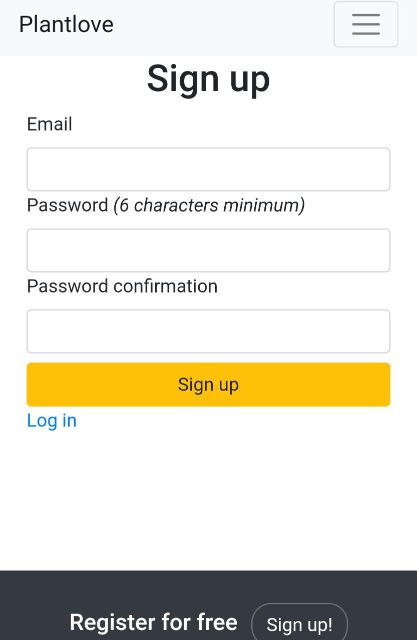 Plantlove
Sign up
Email
Password (6 characters minimum)
Password confirmation
Sign up
Log in
Register for free Sign up!